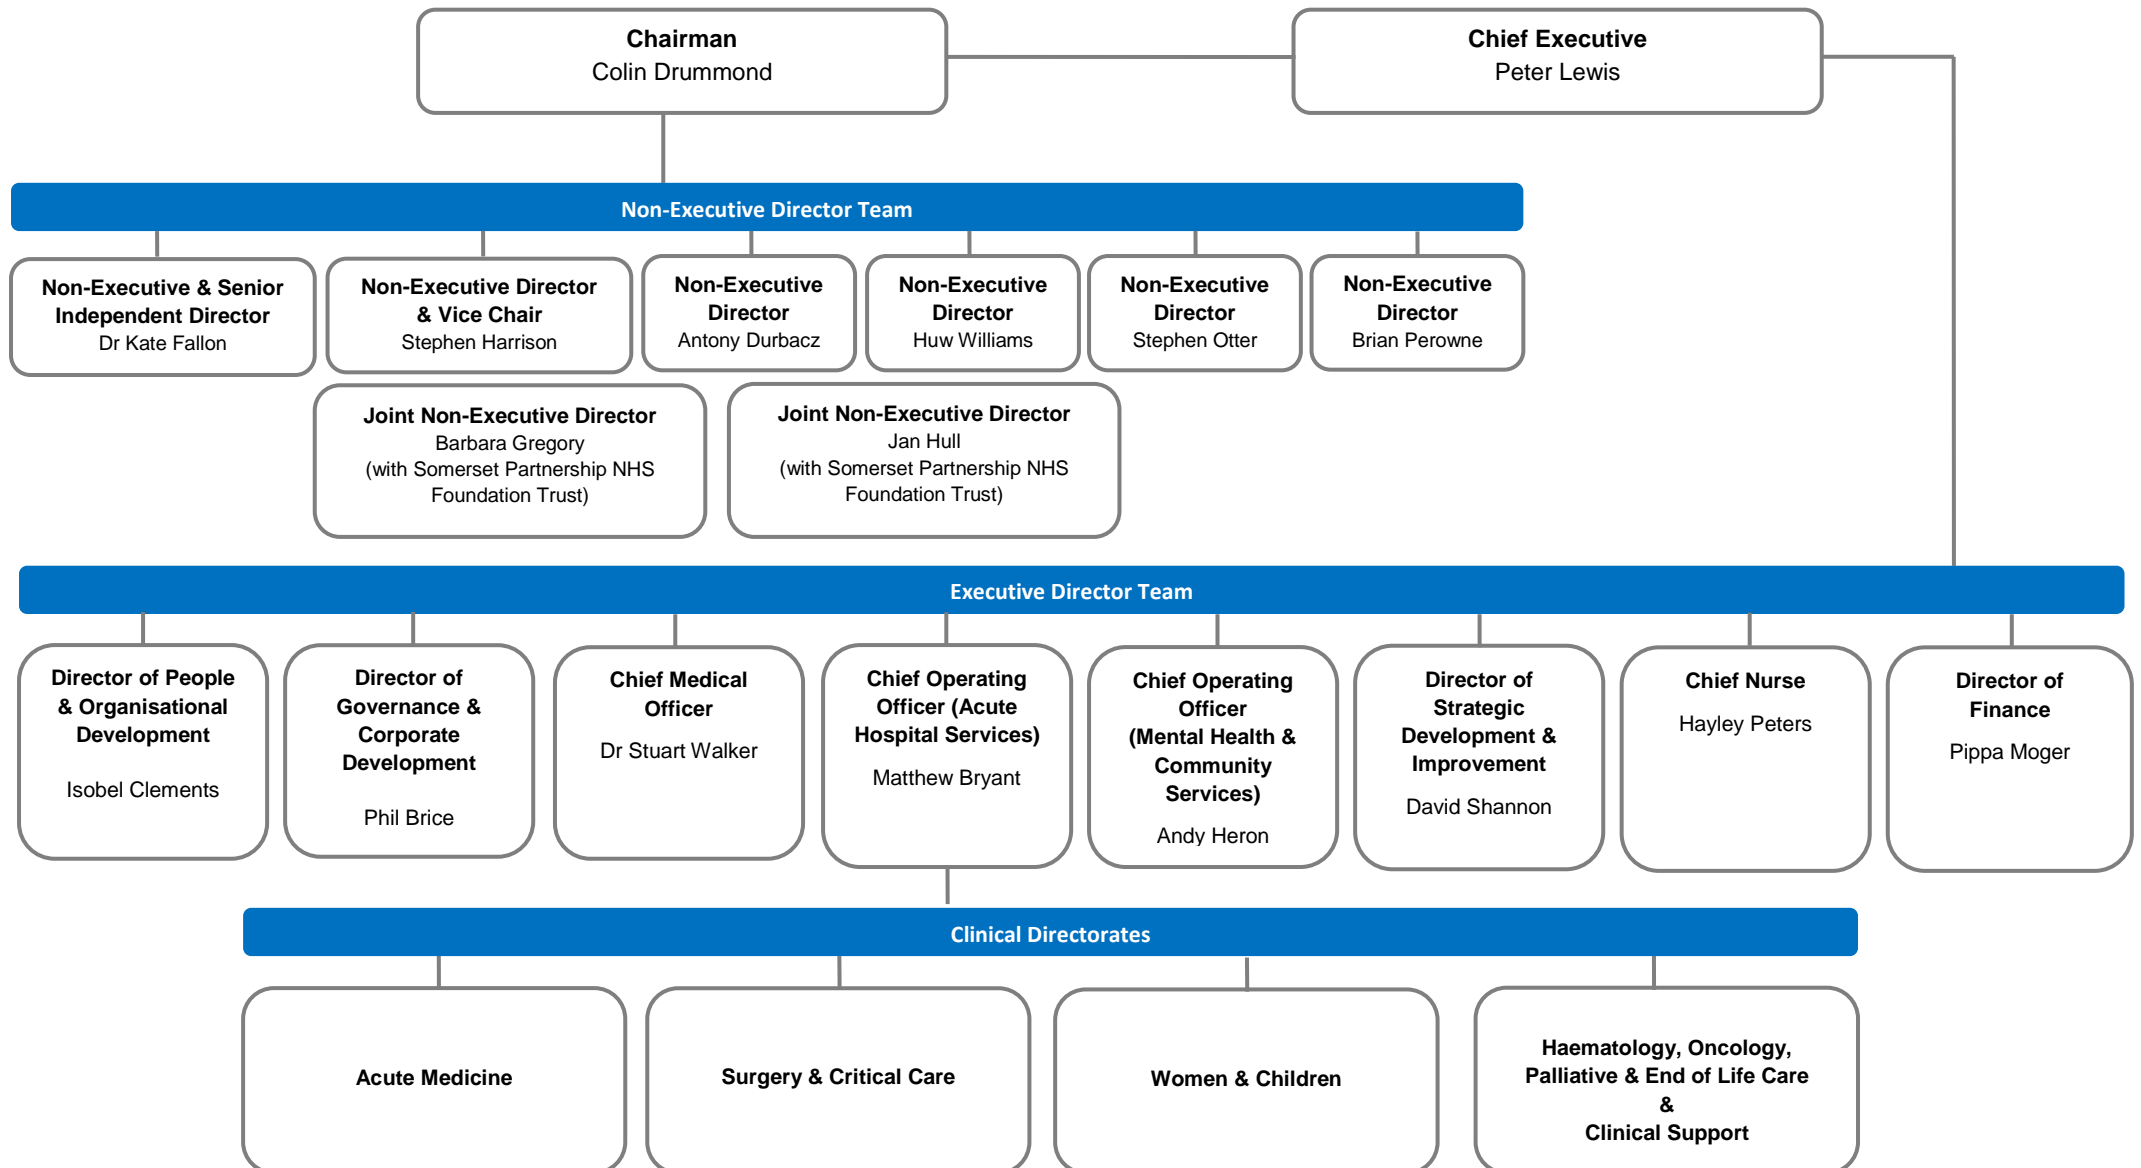 Chairman
Colin Drummond
Chief Executive
Peter Lewis
Non-Executive Director Team
Non-Executive & Senior
Independent Director
Dr Kate Fallon
Non-Executive Director
& Vice Chair
Stephen Harrison
Non-Executive
Director
Antony Durbacz
Non-Executive
Director
Huw Williams
Non-Executive
Director
Stephen Otter
Non-Executive
Director
Brian Perowne
Joint Non-Executive Director
Barbara Gregory
(with Somerset Partnership NHS
Foundation Trust)
Joint Non-Executive Director
Jan Hull
(with Somerset Partnership NHS
Foundation Trust)
Executive Director Team
Director of People
& Organisational
Development
Isobel Clements
Director of
Governance &
Corporate
Development
Phil Brice
Chief Medical
Officer
Dr Stuart Walker
Chief Operating
Officer (Acute
Hospital Services)
Matthew Bryant
Chief Operating
Officer
(Mental Health &
Community
Services)
Andy Heron
Director of
Strategic
Development &
Improvement
David Shannon
Chief Nurse
Hayley Peters
Director of
Finance
Pippa Moger
Clinical Directorates
Acute Medicine
Surgery & Critical Care
Women & Children
Haematology, Oncology,
Palliative & End of Life Care
&
Clinical Support